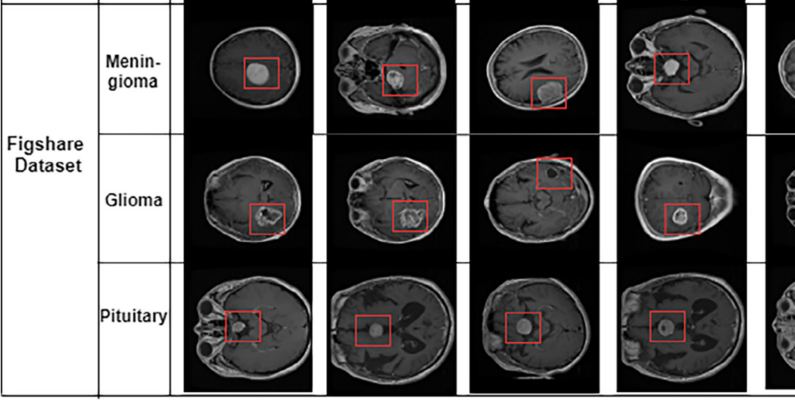 Figshare
Dataset
Menin-
gioma
Glioma
Pituitary